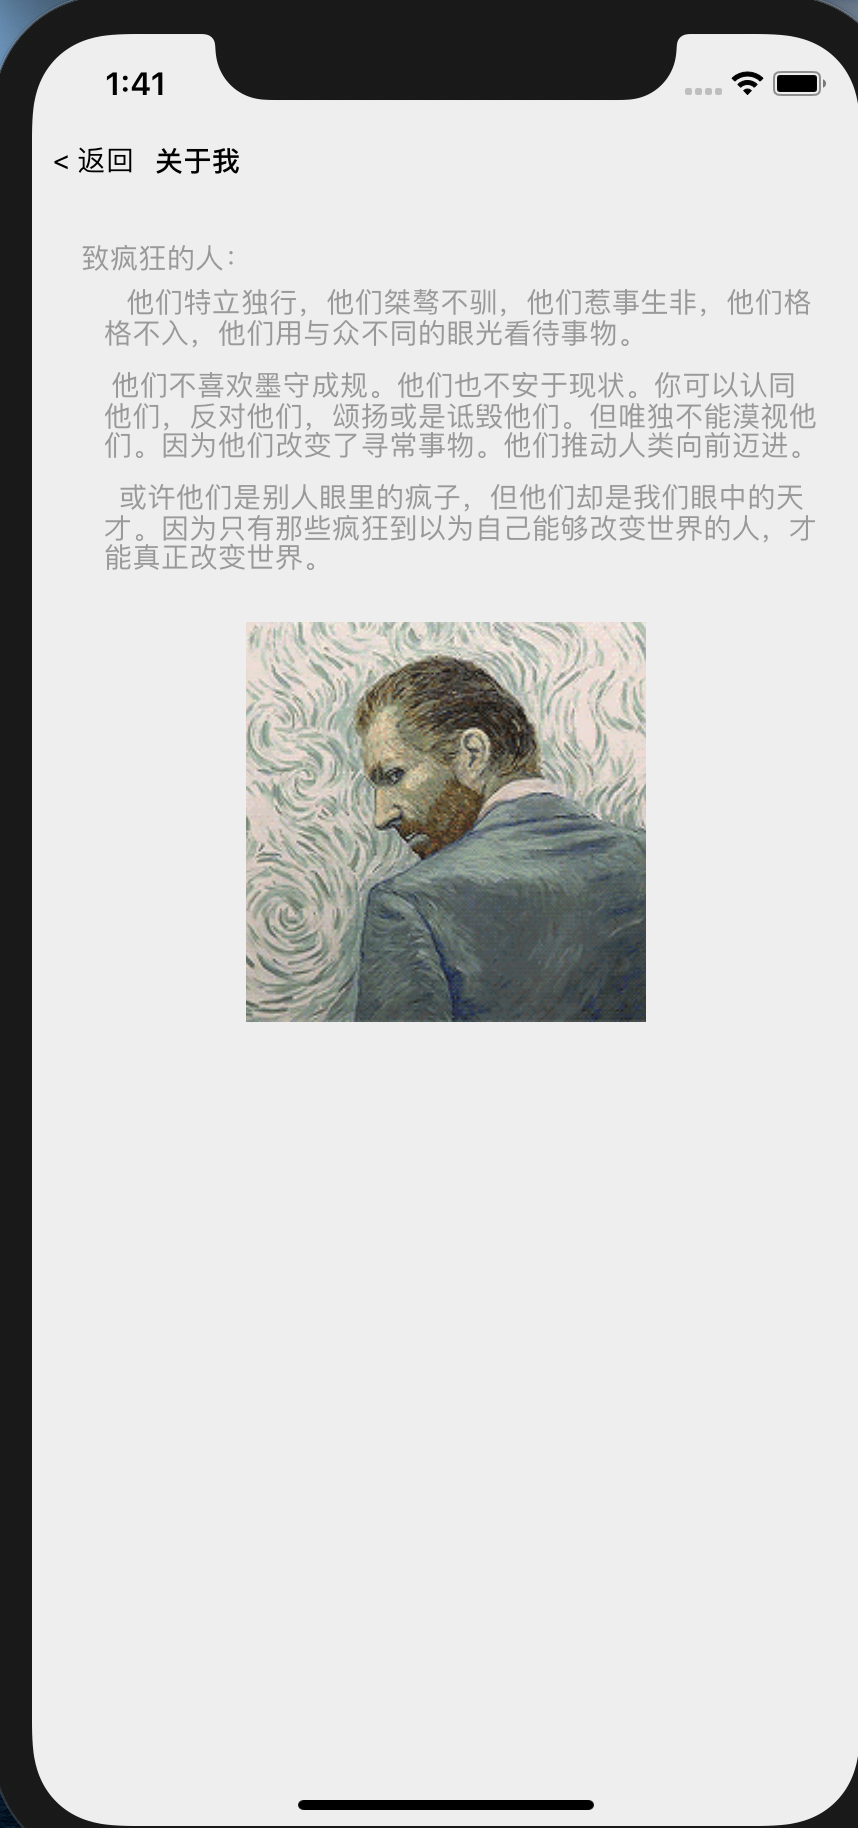 1:41
< 返回 关于我
致疯狂的人：
他们特立独行，他们桀骜不驯，他们惹事生非，他们格
格不入，他们用与众不同的眼光看待事物。
他们不喜欢墨守成规。他们也不安于现状。你可以认同
他们，反对他们，颂扬或是诋毁他们。但唯独不能漠视他
们。因为他们改变了寻常事物。他们推动人类向前迈进。
或许他们是别人眼里的疯子，但他们却是我们眼中的天
才。因为只有那些疯狂到以为自己能够改变世界的人，才
能真正改变世界。